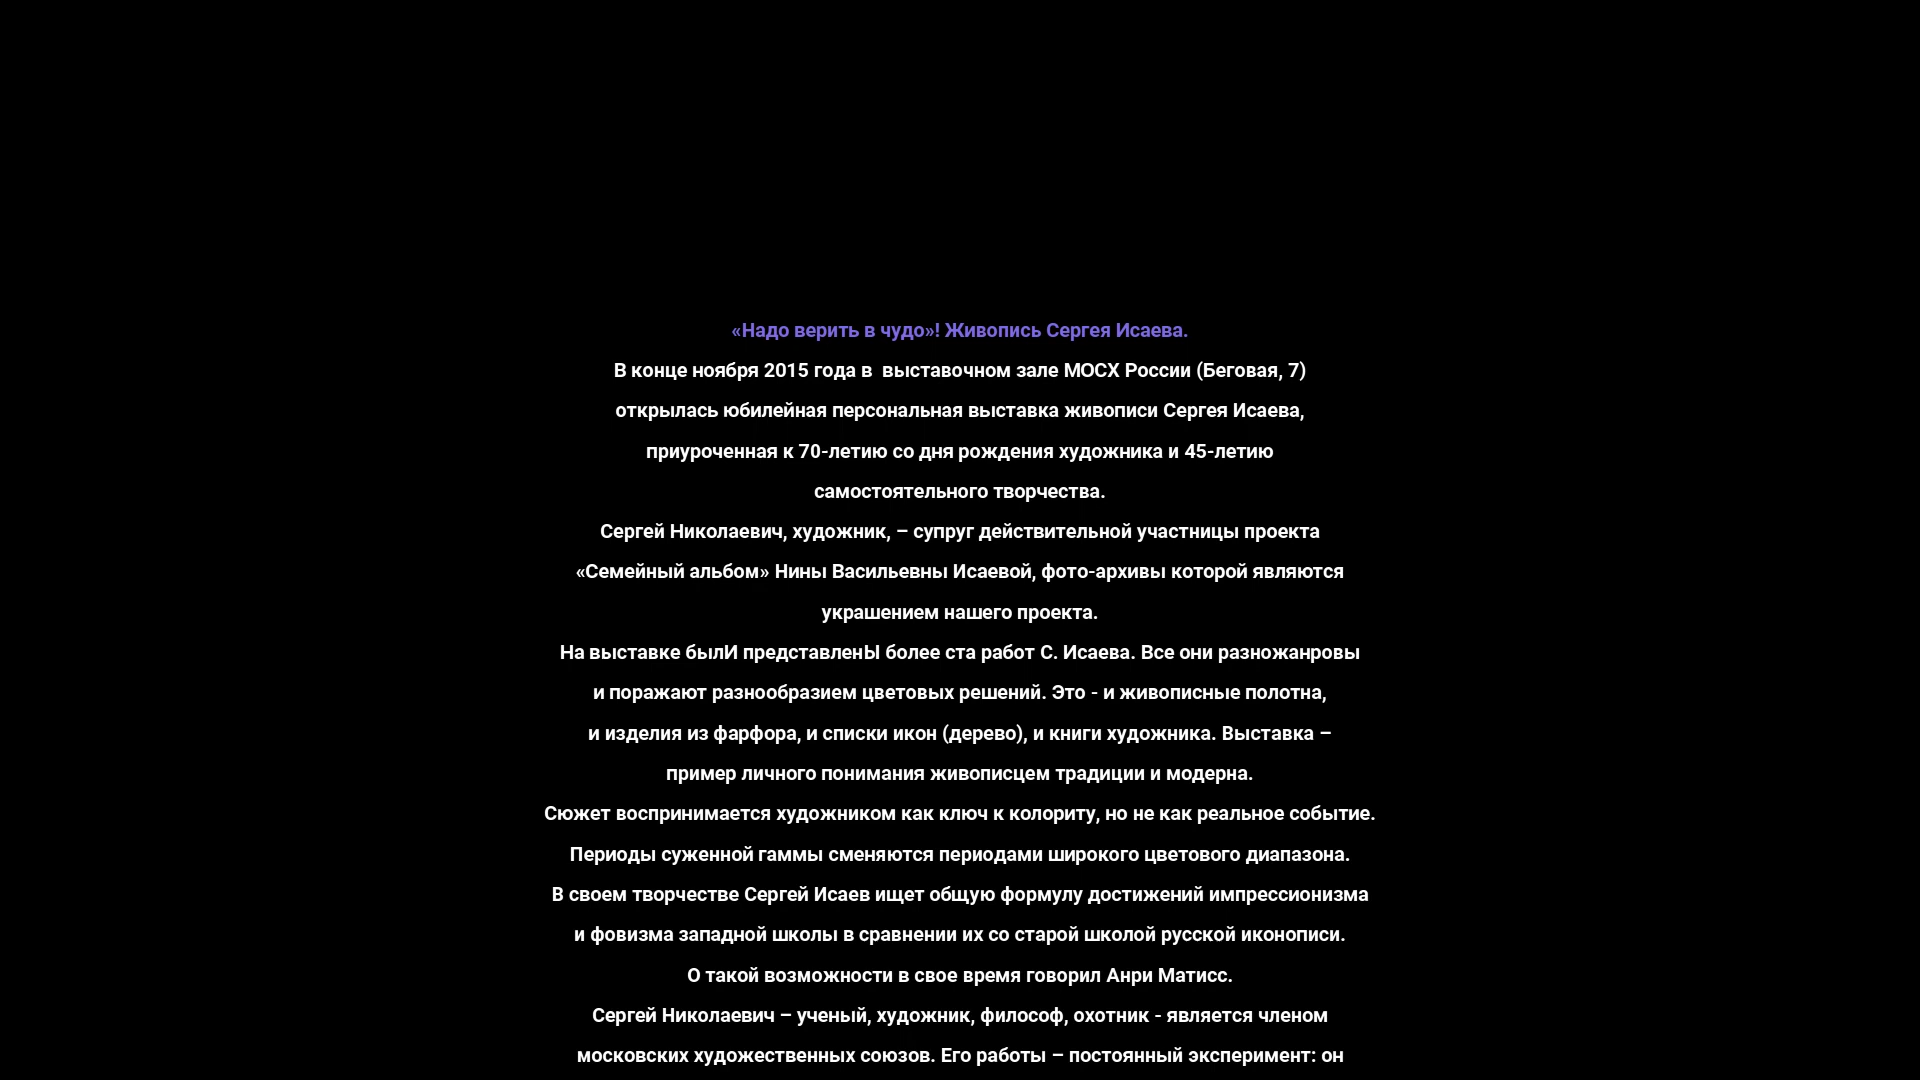 «Надо верить в чудо»! Живопись Сергея Исаева.
В конце ноября 2015 года в  выставочном зале МОСХ России (Беговая, 7)
открылась юбилейная персональная выставка живописи Сергея Исаева,
приуроченная к 70-летию со дня рождения художника и 45-летию
самостоятельного творчества.
Сергей Николаевич, художник, – супруг действительной участницы проекта
«Семейный альбом» Нины Васильевны Исаевой, фото-архивы которой являются
украшением нашего проекта.
На выставке былИ представленЫ более ста работ С. Исаева. Все они разножанровы
и поражают разнообразием цветовых решений. Это - и живописные полотна,
и изделия из фарфора, и списки икон (дерево), и книги художника. Выставка –
пример личного понимания живописцем традиции и модерна.
Сюжет воспринимается художником как ключ к колориту, но не как реальное событие.
Периоды суженной гаммы сменяются периодами широкого цветового диапазона.
В своем творчестве Сергей Исаев ищет общую формулу достижений импрессионизма
и фовизма западной школы в сравнении их со старой школой русской иконописи.
О такой возможности в свое время говорил Анри Матисс.
Сергей Николаевич – ученый, художник, философ, охотник - является членом
московских художественных союзов. Его работы – постоянный эксперимент: он